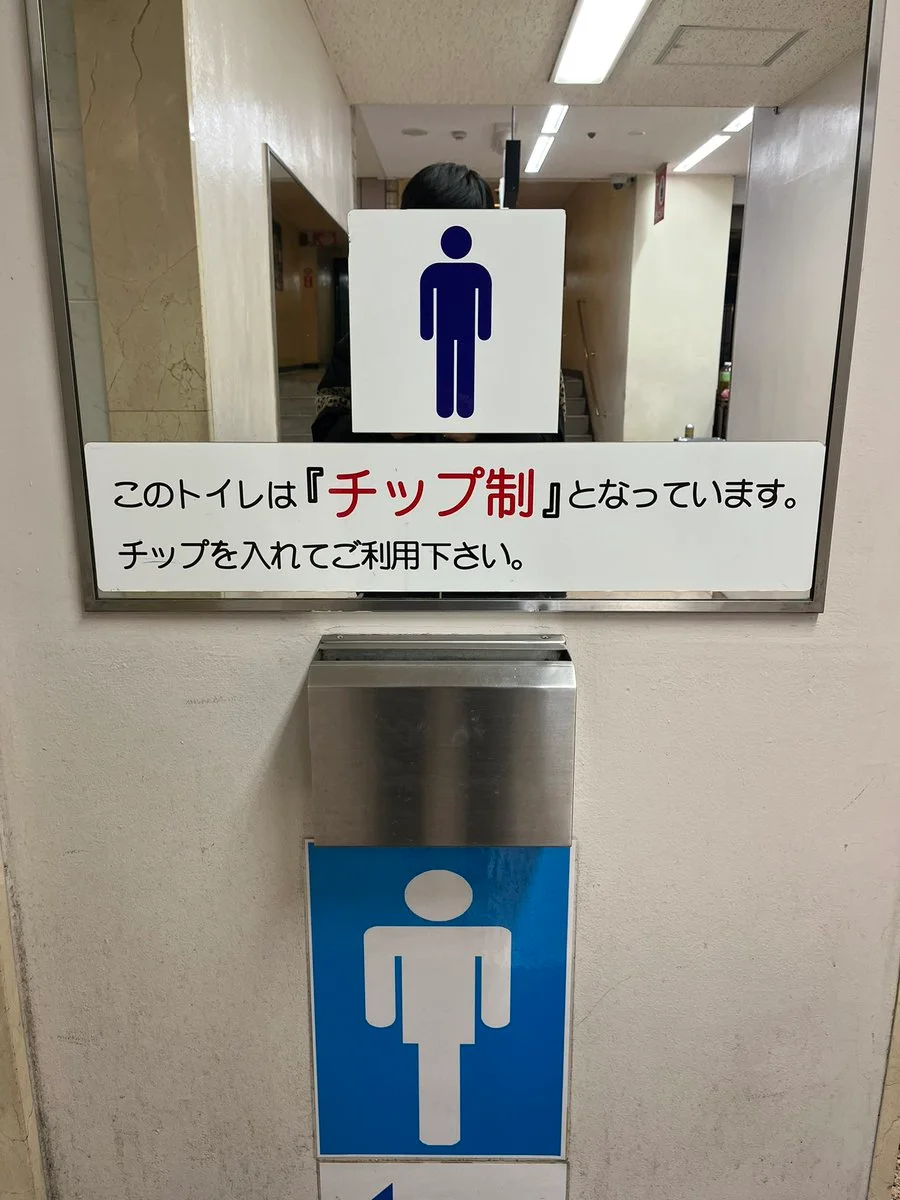 このトイレは『チップ制』となっています。
チップを入れてご利用下さい。